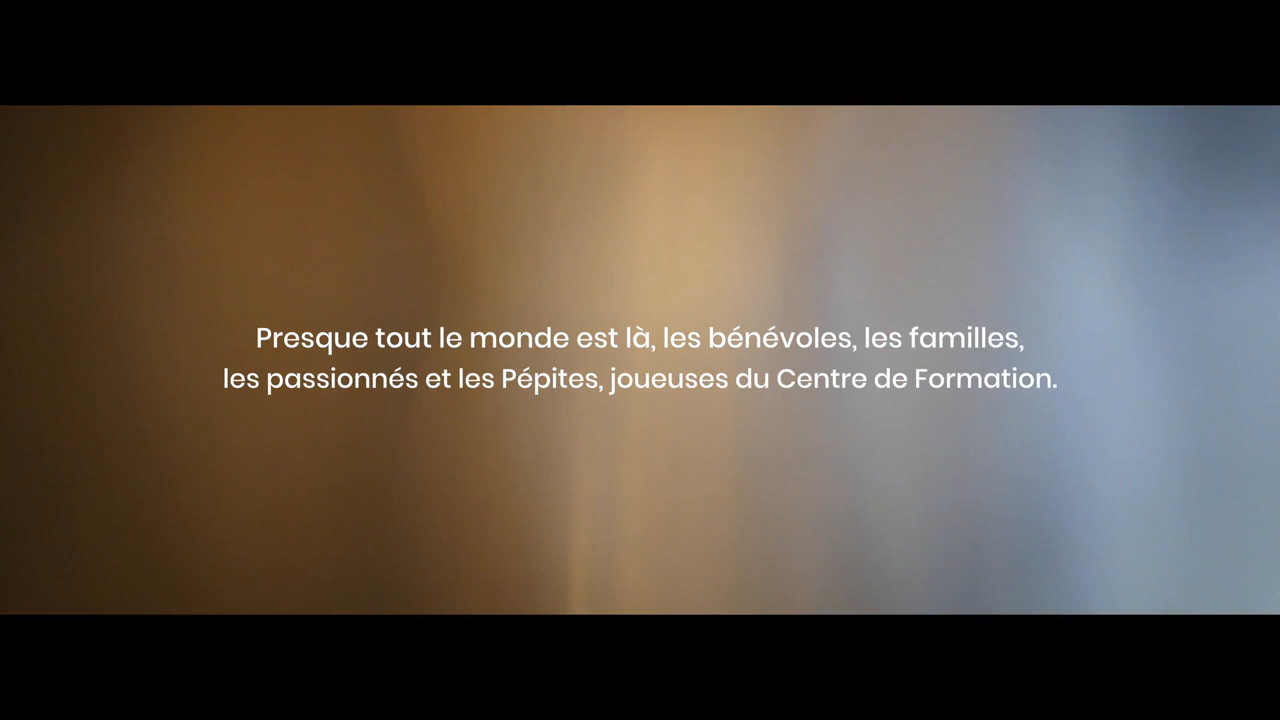 Presque tout le monde est là, les bénévoles, les familles,
les passionnés et les Pépites, joueuses du Centre de Formation.